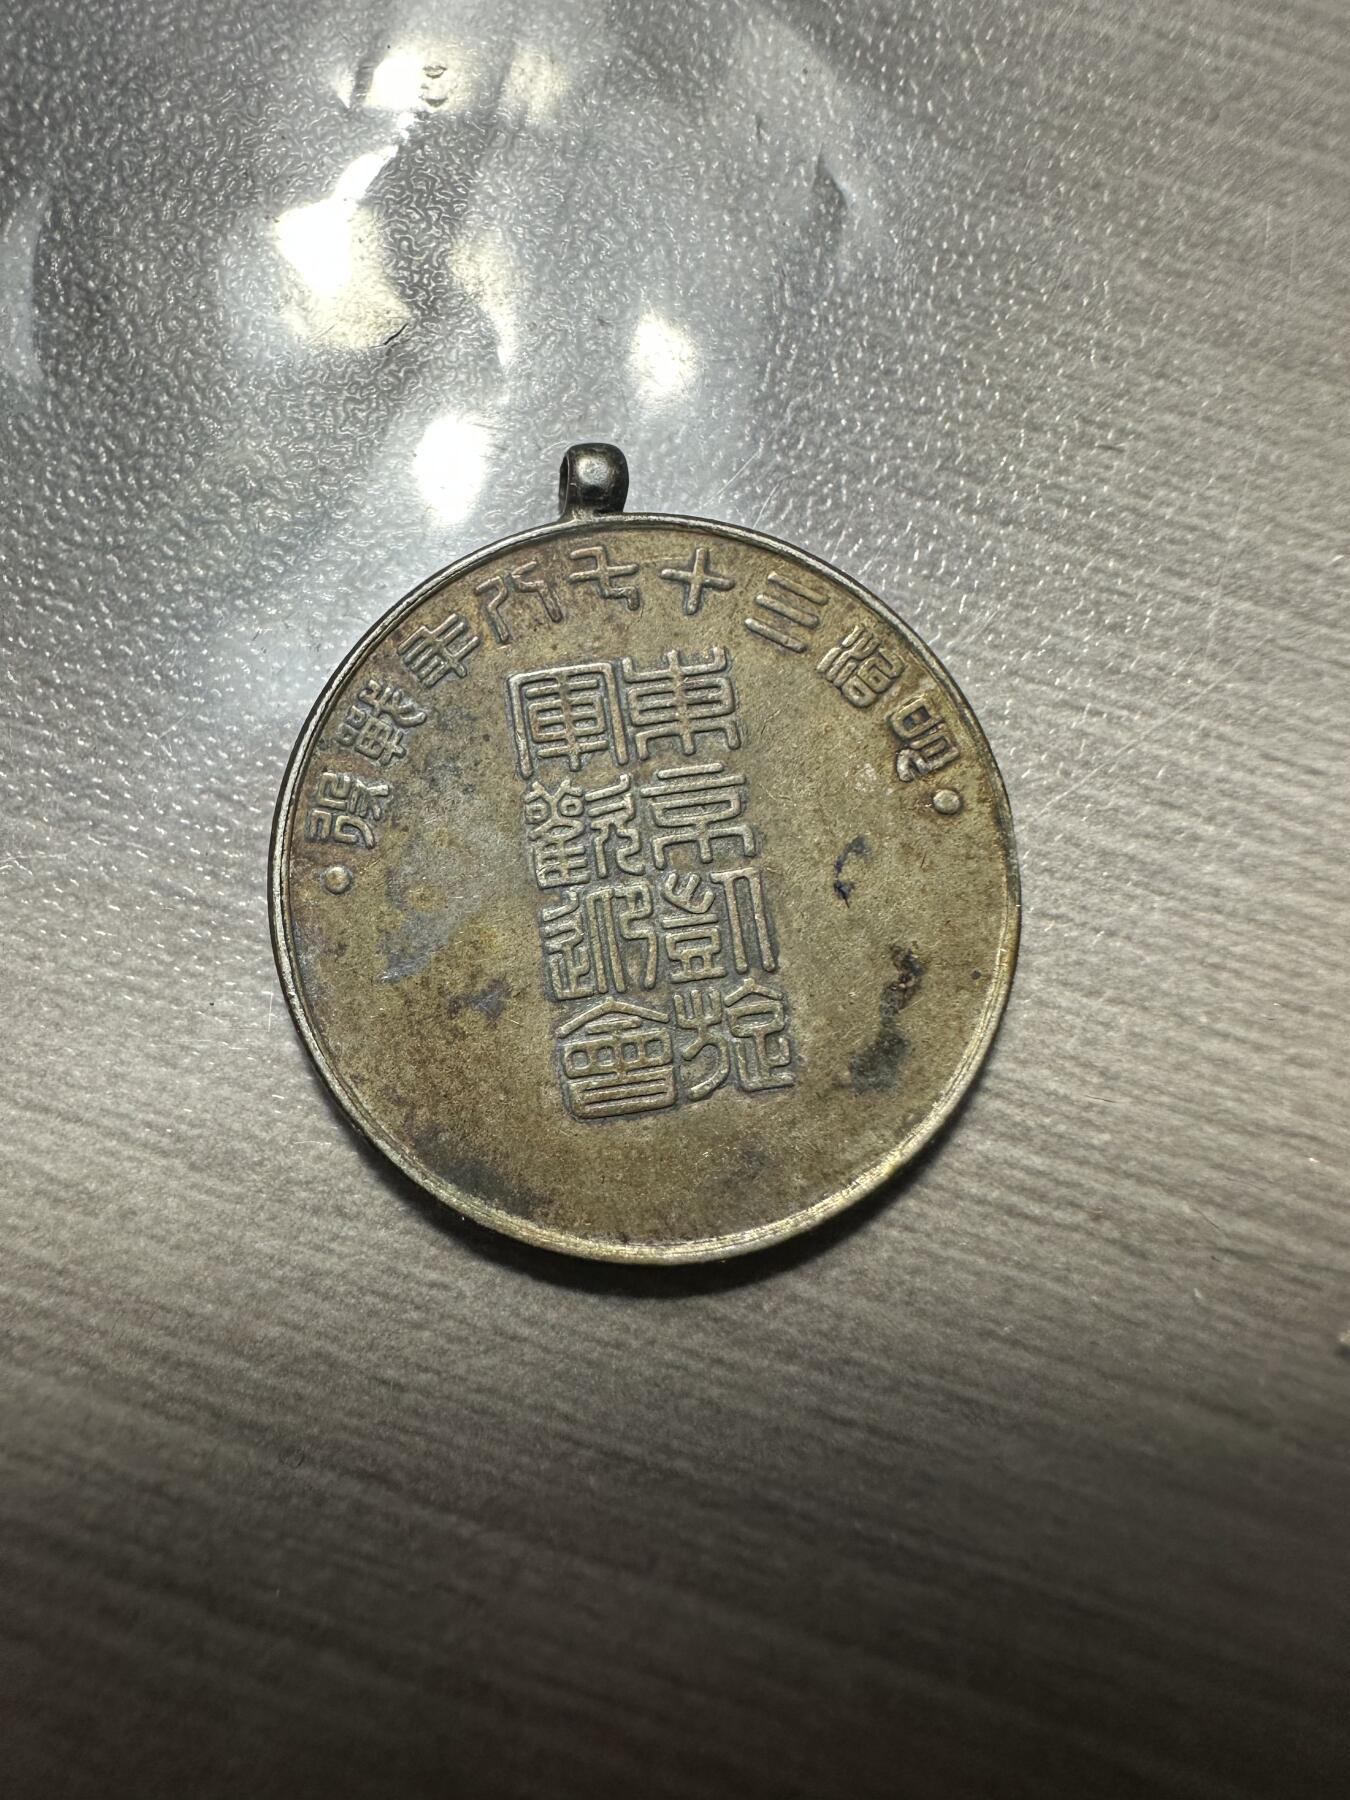 明治三十七八年戰役
東京凱旋
軍歡迎會